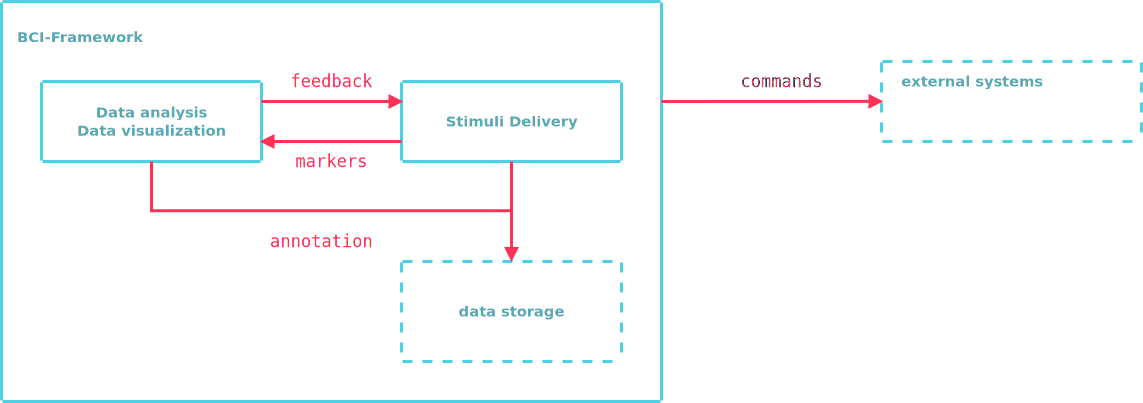 BCI-Framework
feedback
commands
external systems
Data analysis
Data visualization
Stimuli Delivery
markers
annotation
data storage